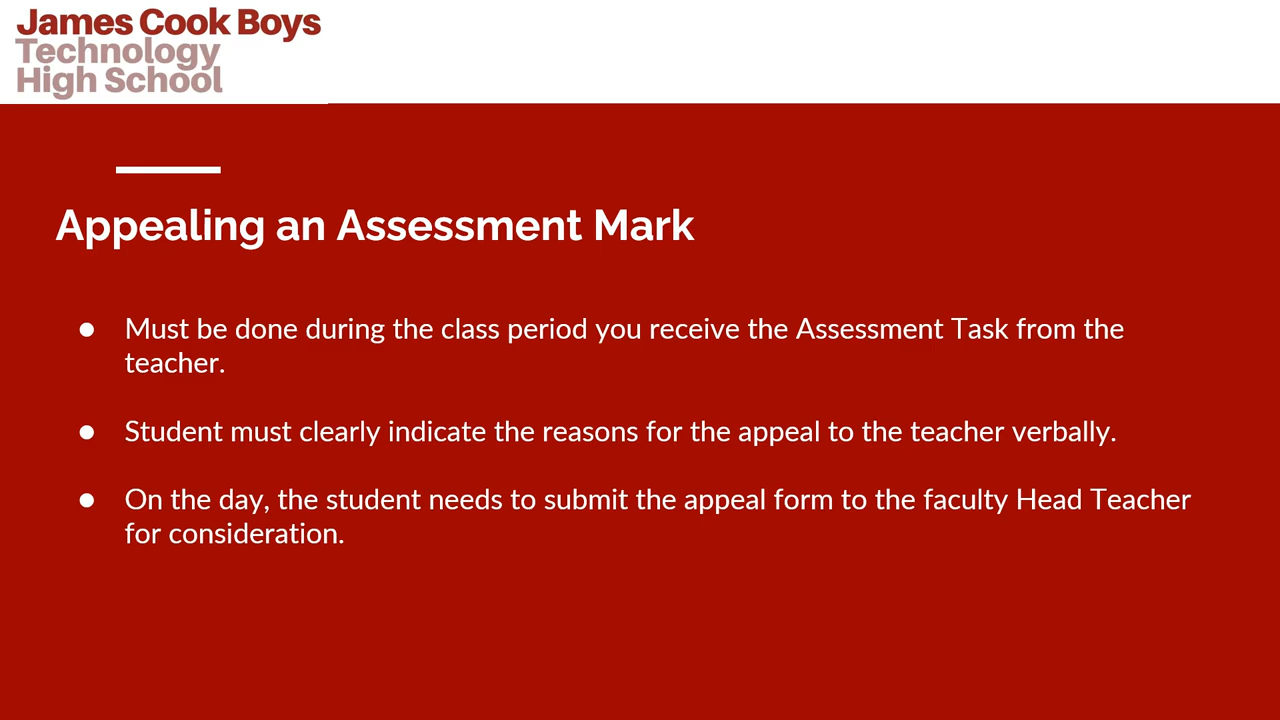 James Cook Boys
Technology
High School
Appealing an Assessment Mark
● Must be done during the class period you receive the Assessment Task from the
teacher.
● Student must clearly indicate the reasons for the appeal to the teacher verbally.
● On the day, the student needs to submit the appeal form to the faculty Head Teacher
for consideration.